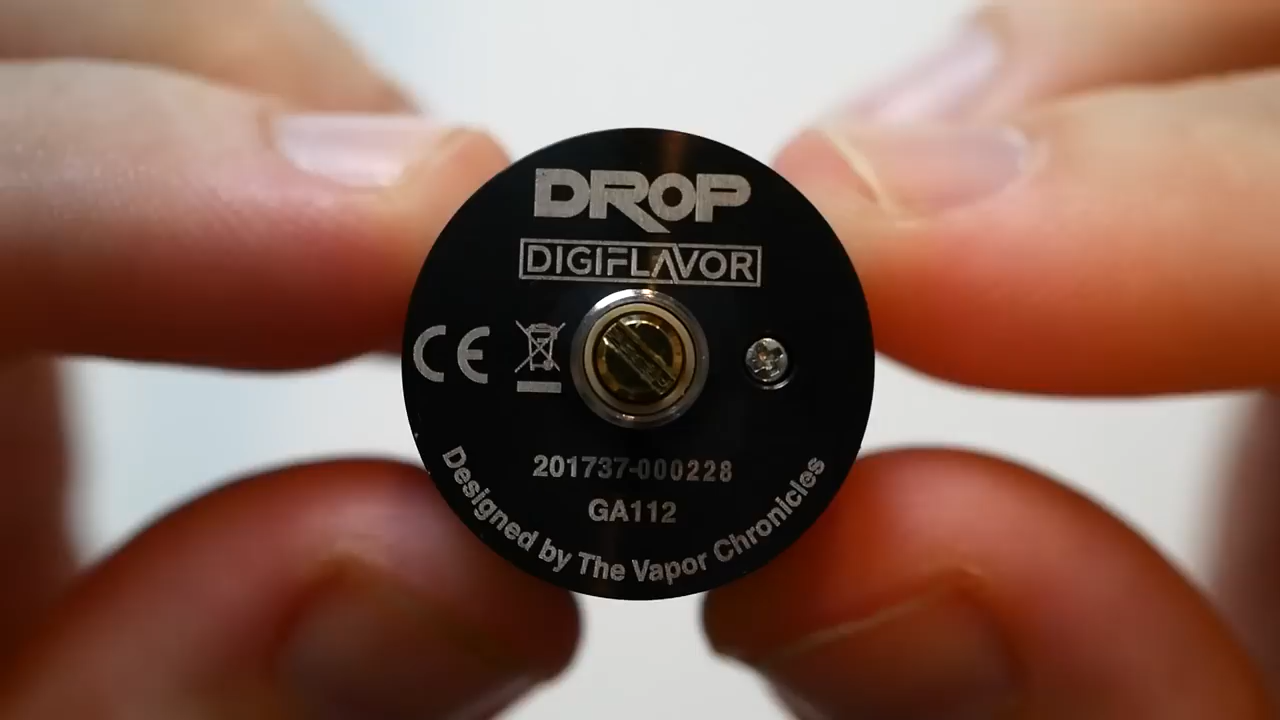 DROP
DIGIFLAVOR
CE
201737-000228
GA112
Designed by The Vapor Chronicles